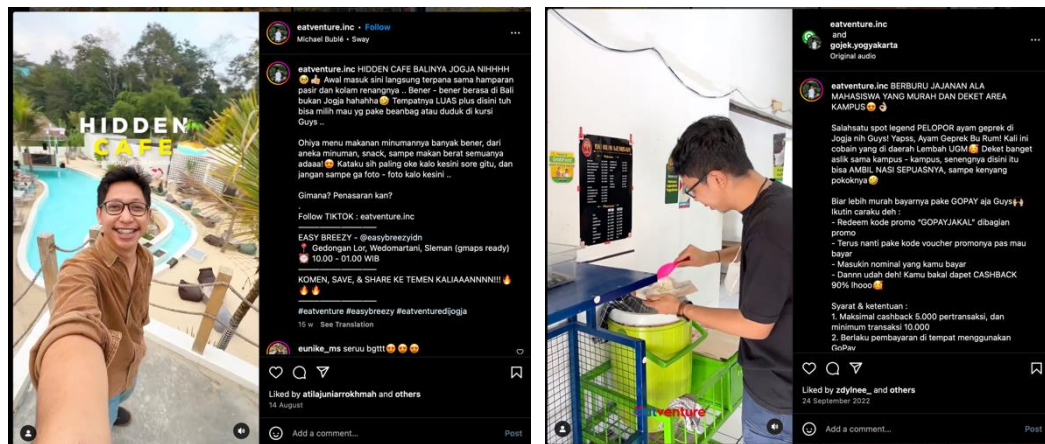 HIDDEN
CAFE
eatventure.inc • Follow
Michael Bublé • Sway
eatventure.inc HIDDEN CAFE BALINYA JOGJA NIHHHH
🥹👍🏻 Awal masuk sini langsung terpana sama hamparan
pasir dan kolam renangnya .. Bener - bener berasa di Bali
bukan Jogja hahahha🤣 Tempatnya LUAS plus disini tuh
bisa milih mau yg pake beanbag atau duduk di kursi
Guys ..
Ohiya menu makanan minumannya banyak bener, dari
aneka minuman, snack, sampe makan berat semuanya
adaaa!😍 Kataku sih paling oke kalo kesini sore gitu, dan
jangan sampe ga foto - foto kalo kesini ..
Gimana? Penasaran kan?
.
Follow TIKTOK : eatventure.inc
EASY BREEZY - @easybreezyidn
📍 Gedongan Lor, Wedomartani, Sleman (gmaps ready)
⏰ 10.00 - 01.00 WIB
KOMEN, SAVE, & SHARE KE TEMEN KALIAAANNNN!!!🔥
🔥🔥
#eatventure #easybreezy #eatventuredijogja
15 w See Translation
eunike_ms seruu bgttt😍😍😍
Liked by atilajuniarrokhmah and others
14 August
Add a comment... Post
eatventure
eatventure.inc
and
gojek.yogyakarta
Original audio
eatventure.inc BERBURU JAJANAN ALA
MAHASISWA YANG MURAH DAN DEKET AREA
KAMPUS😍👌🏻
Salahsatu spot legend PELOPOR ayam geprek di
Jogja nih Guys! Yapss, Ayam Geprek Bu Rum! Kali ini
cobain yang di daerah Lembah UGM🥰 Deket banget
aslik sama kampus - kampus, senengnya disini itu
bisa AMBIL NASI SEPUASNYA, sampe kenyang
pokoknya🤣
Biar lebih murah bayarnya pake GOPAY aja Guys🙌🏻
Ikutin caraku deh :
- Redeem kode promo "GOPAYJAKAL" dibagian
promo
- Terus nanti pake kode voucher promonya pas mau
bayar
- Masukin nominal yang kamu bayar
- Dannn udah deh! Kamu bakal dapet CASHBACK
90% lhooo🥰
Syarat & ketentuan :
1. Maksimal cashback 5.000 pertransaksi, dan
minimum transaksi 10.000
2. Berlaku pembayaran di tempat menggunakan
GoPay
Liked by zdylnee_ and others
24 September 2022
Add a comment... Post